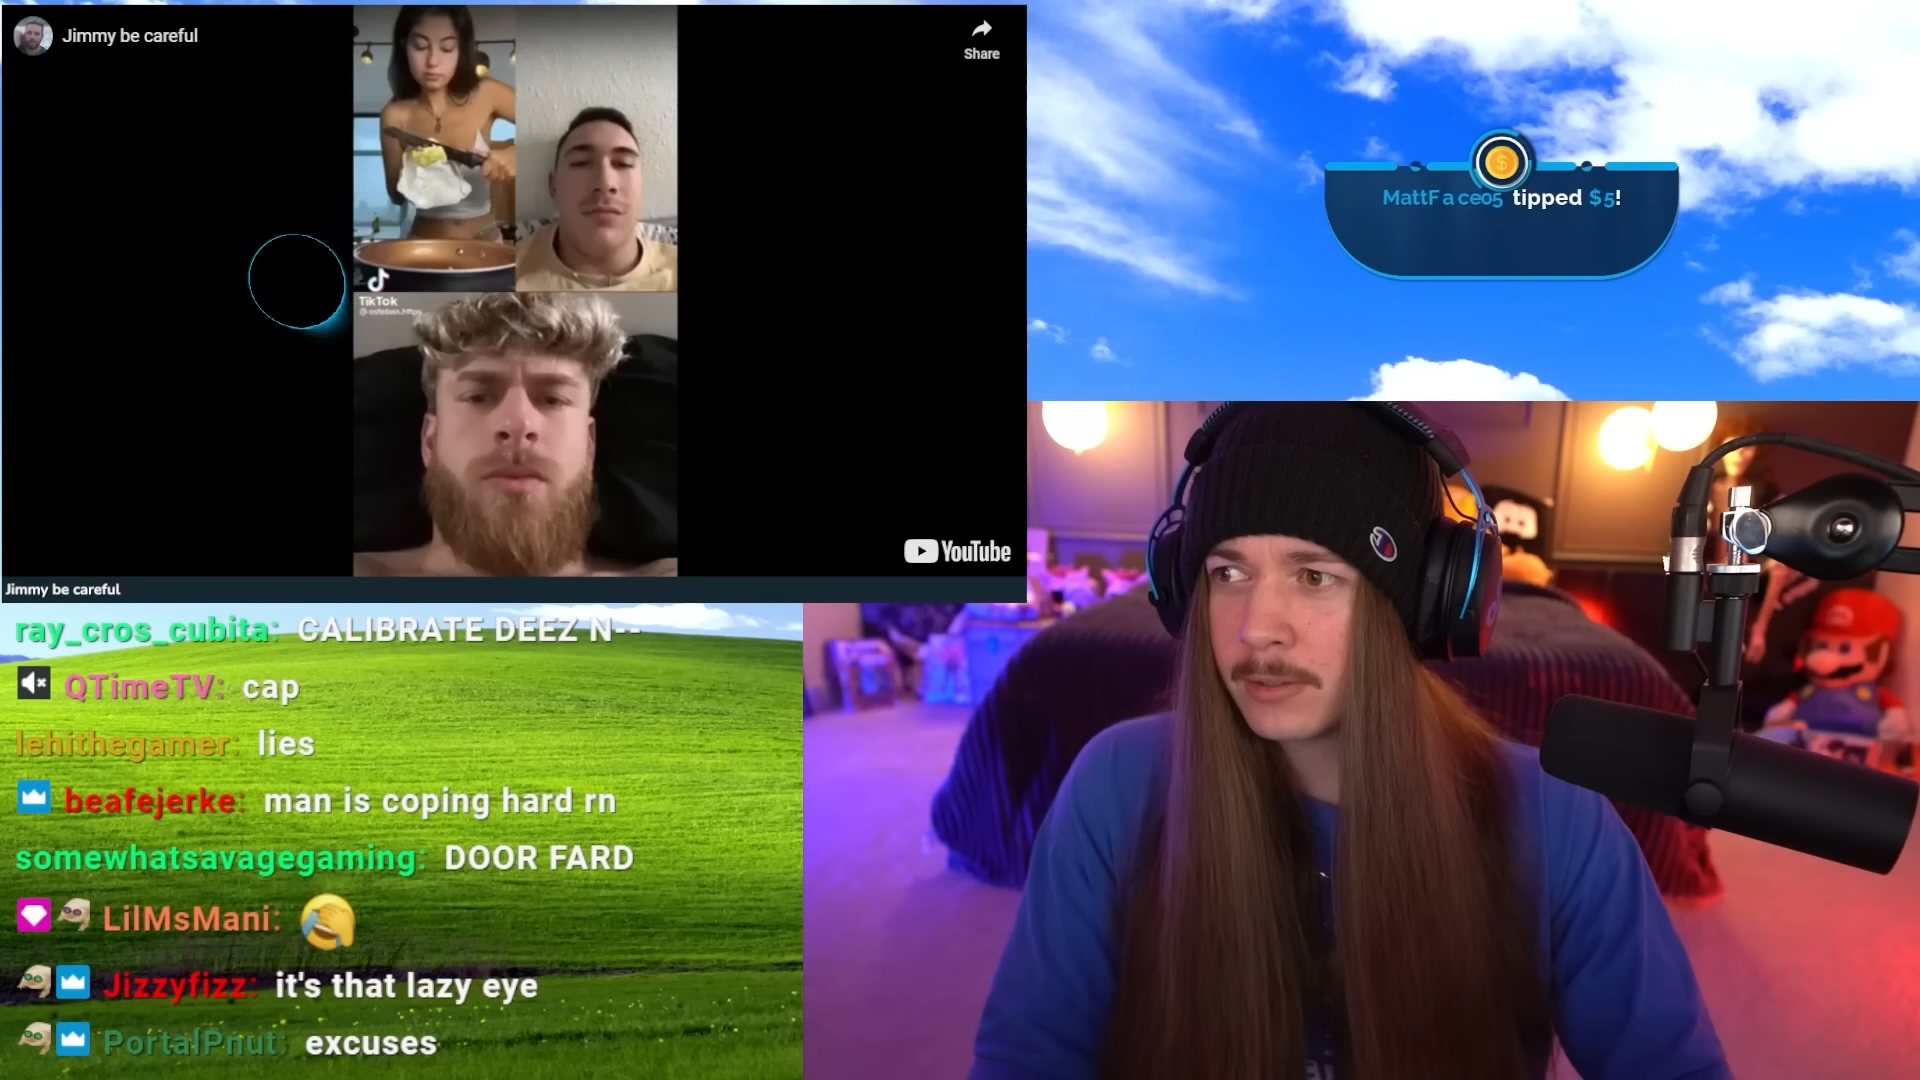 Jimmy be careful
Share
TikTok
YouTube
Jimmy be careful
MattFaceo5 tipped $5!
ray_cros_cubita: CALIBRATE DEEZ N--
QTimeTV: cap
lehithegamer: lies
beafejerke: man is coping hard rn
somewhatsavagegaming: DOOR FARD
LilMsMani:
Jizzyfizz: it's that lazy eye
PortalPnut: excuses